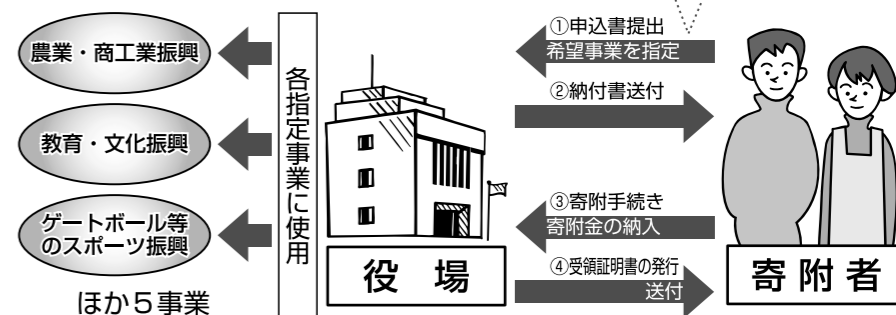 農業・商工業振興
教育・文化振興
ゲートボール等
のスポーツ振興
ほか5事業
各指定事業に使用
役場
①申込書提出
希望事業を指定
②納付書送付
③寄附手続き
寄附金の納入
④受領証明書の発行
送付
寄附者